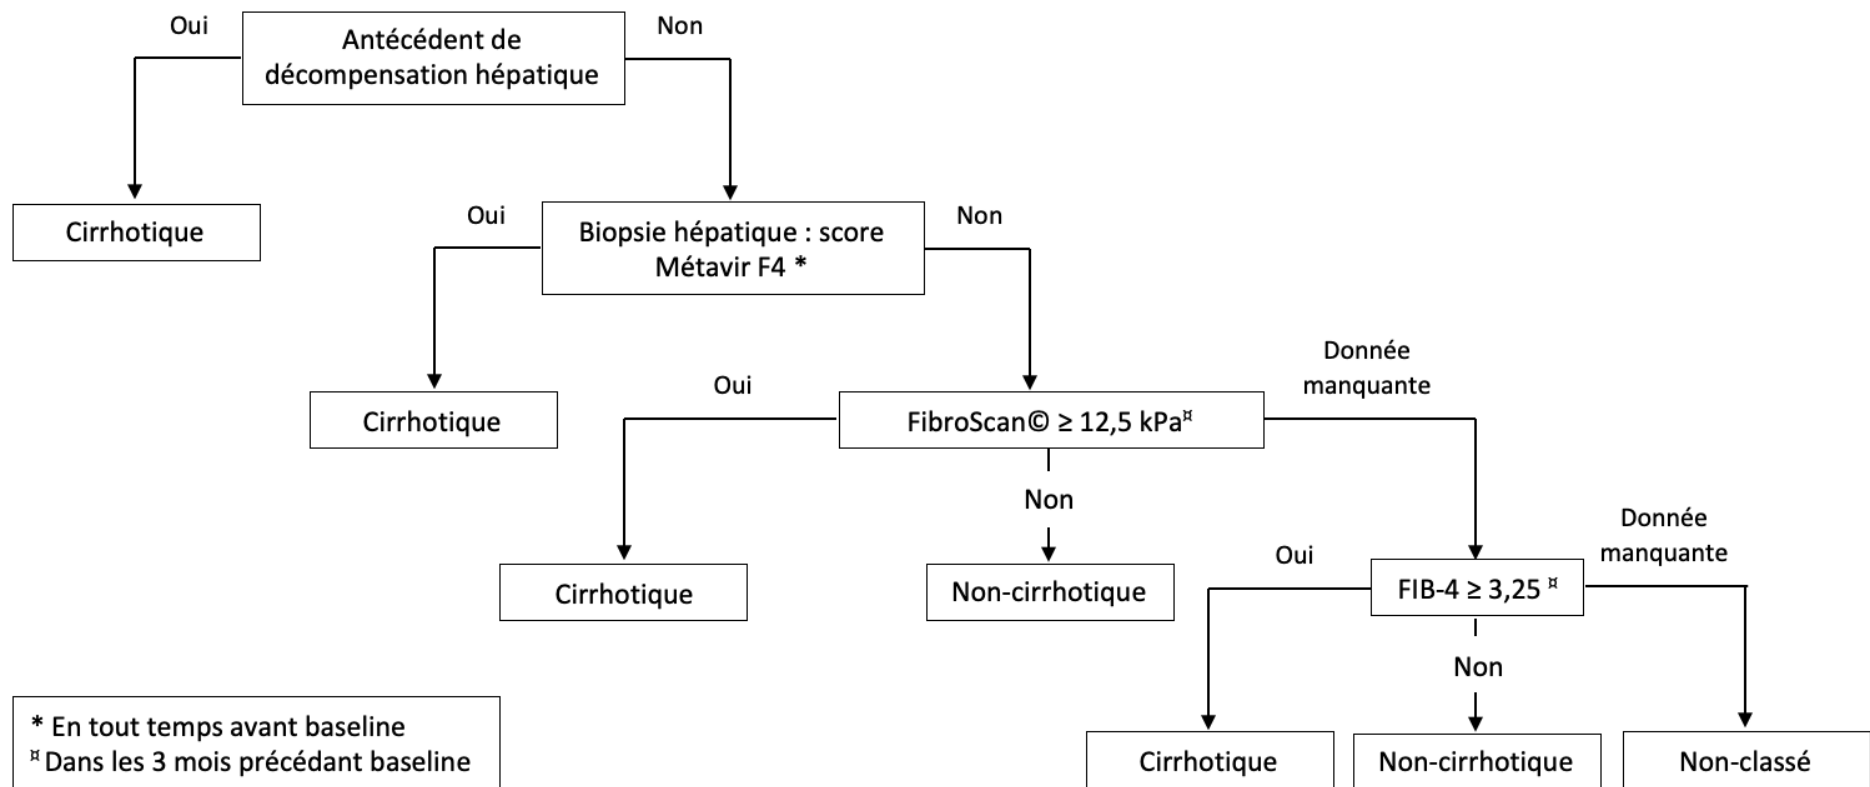 Oui
Antécédent de
décompensation hépatique
Non
Cirrhotique
Oui
Biopsie hépatique : score
Métavir F4 *
Non
Cirrhotique
Oui
FibroScan© ≥ 12,5 kPa¤
Donnée
manquante
Non
Cirrhotique
Non-cirrhotique
Oui
FIB-4 ≥ 3,25 ¤
Donnée
manquante
Non
Cirrhotique
Non-cirrhotique
Non-classé
* En tout temps avant baseline
¤ Dans les 3 mois précédant baseline